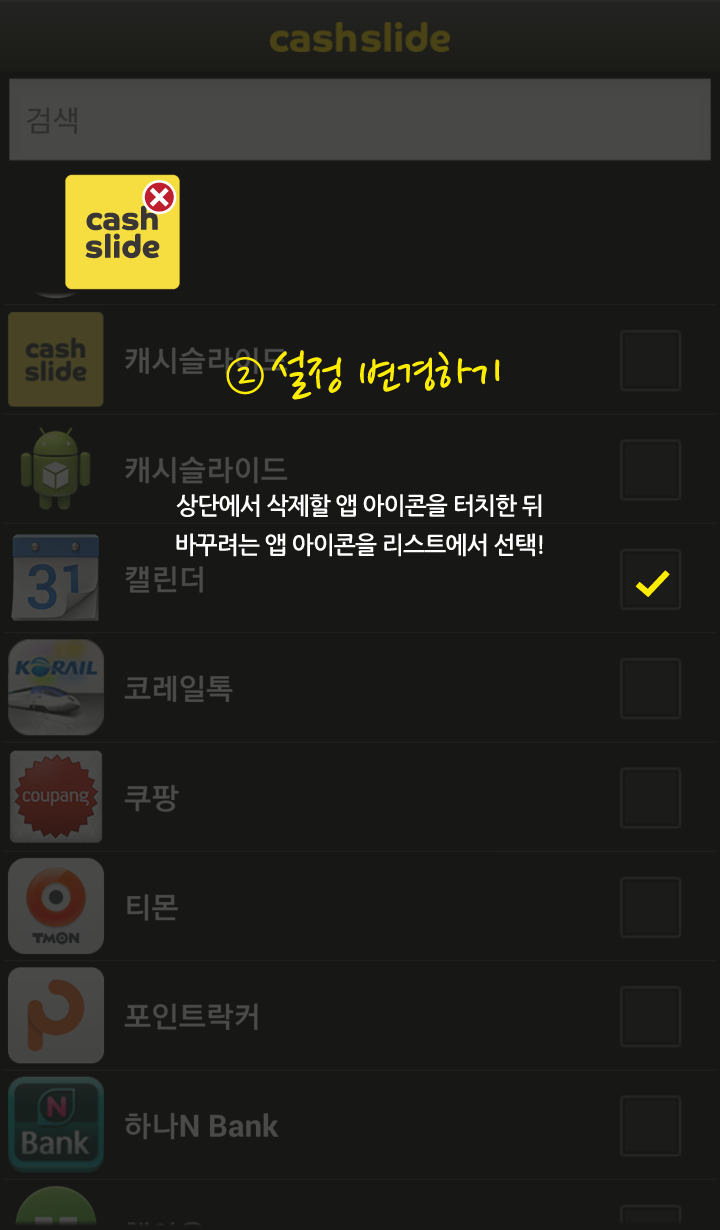 cashslide
검색
cash
slide
cash
slide
캐시슬라이드
② 설정 변경하기
캐시슬라이드
상단에서 삭제할 앱 아이콘을 터치한 뒤
바꾸려는 앱 아이콘을 리스트에서 선택!
31
캘린더
KORAIL
코레일톡
coupang
쿠팡
TMON
티몬
포인트락커
N
Bank
하나N Bank